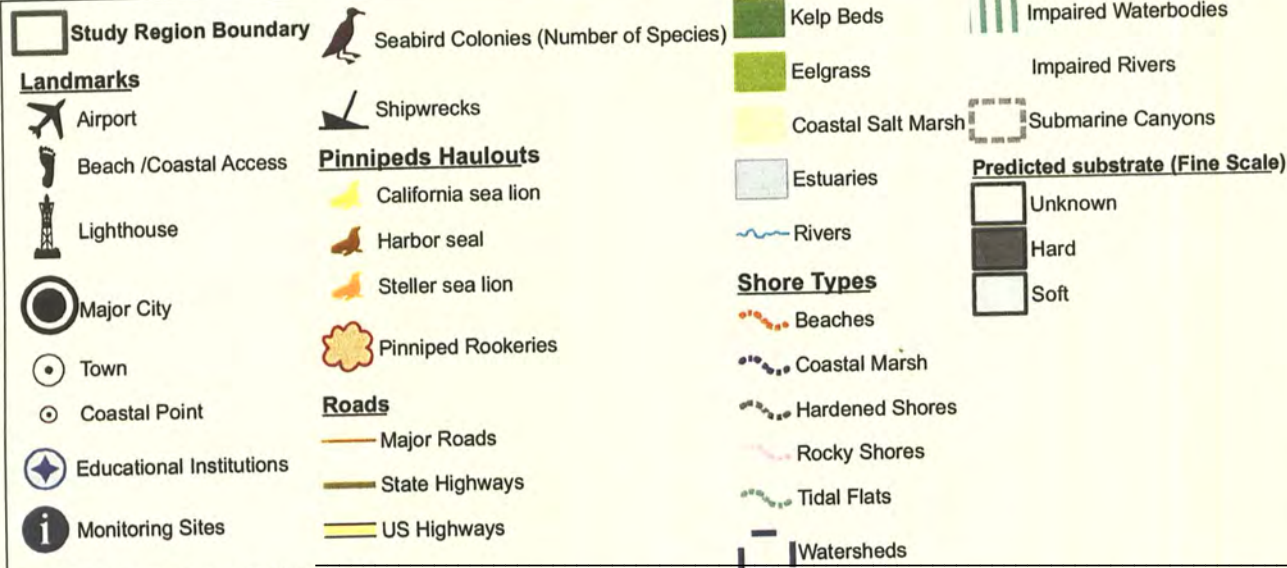 Study Region Boundary
Landmarks
Airport
Beach /Coastal Access
Lighthouse
Major City
Town
Coastal Point
Educational Institutions
i
Monitoring Sites
Seabird Colonies (Number of Species)
Shipwrecks
Pinnipeds Haulouts
California sea lion
Harbor seal
Steller sea lion
Pinniped Rookeries
Roads
Major Roads
State Highways
US Highways
Kelp Beds
Eelgrass
Coastal Salt Marsh
Estuaries
Rivers
Shore Types
Beaches
Coastal Marsh
Hardened Shores
Rocky Shores
Tidal Flats
Watersheds
Impaired Waterbodies
Impaired Rivers
Submarine Canyons
Predicted substrate (Fine Scale)
Unknown
Hard
Soft